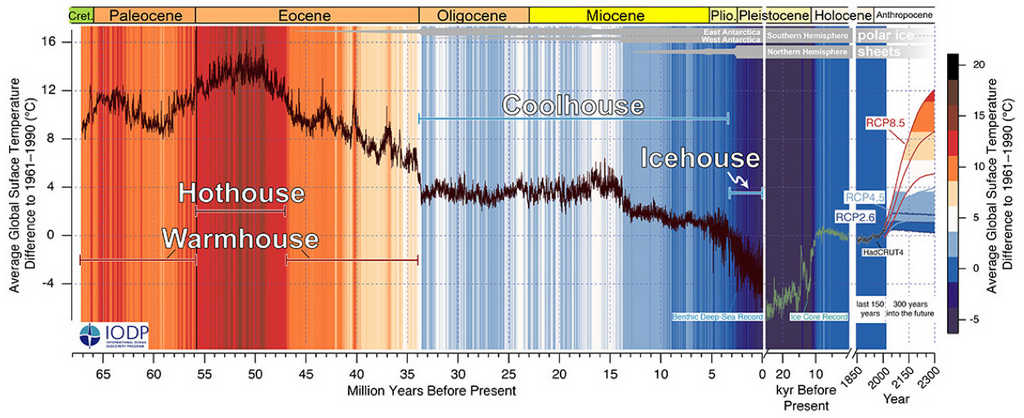 Cret. Paleocene Eocene Oligocene Miocene Plio. Pleistocene Holocene Anthropocene
East Antarctica
West Antarctica
Southern Hemisphere
polar ice
Northern Hemisphere
sheets
Average Global Suface Temperature
Difference to 1961–1990 (°C)
16
12
8
4
0
-4
Coolhouse
Icehouse
Hothouse
Warmhouse
RCP8.5
RCP4.5
RCP2.6
HadCRUT4
Benthic Deep-Sea Record
Ice Core Record
last 150 years
300 years into the future
IODP
20
15
10
5
0
-5
Average Global Suface Temperature
Difference to 1961–1990 (°C)
65 60 55 50 45 40 35 30 25 20 15 10 5 0 20 10 1850 2000 2150 2300
Million Years Before Present
kyr Before
Present
Year